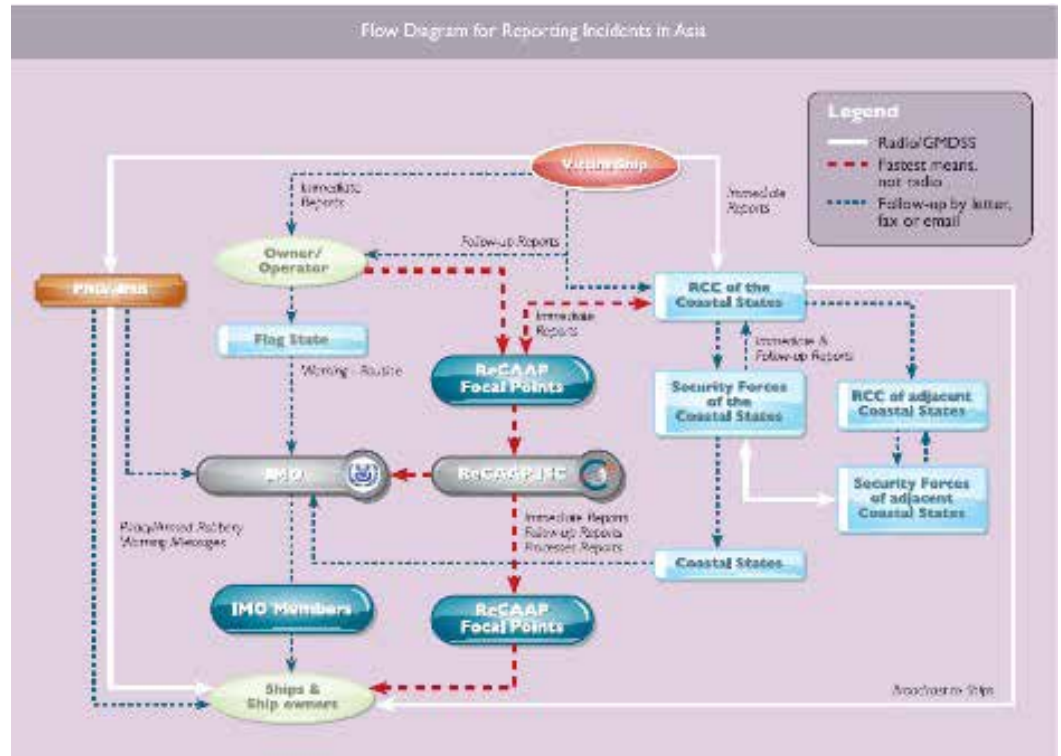 Flow Diagram for Reporting Incidents in Asia
Legend
Radio/GMDSS
Fastest means,
not radio
Follow-up by letter,
fax or email
Victim Ship
Immediate
Reports
Immediate
Reports
Follow-up Reports
Owner/
Operator
RCC of the
Coastal States
Flag State
Immediate
Reports
Immediate &
Follow-up Reports
Warning - Routine
ReCAAP
Focal Points
Security Forces
of the
Coastal States
RCC of adjacent
Coastal States
IMO
ReCAAP ISC
Security Forces
of adjacent
Coastal States
Piracy/Armed Robbery
Warning Messages
Immediate Reports
Follow-up Reports
Processes Reports
Coastal States
IMO Members
ReCAAP
Focal Points
Ships &
Ship owners
Broadcast to Ships